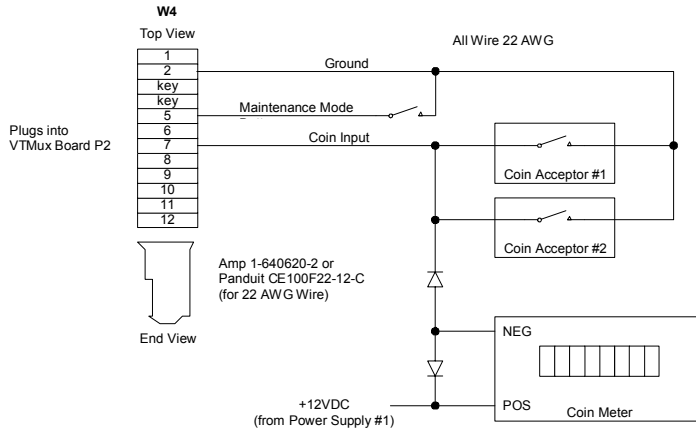 W4
Top View
All Wire 22 AWG
1
2
key
key
5
6
7
8
9
10
11
12
Ground
Maintenance Mode
Coin Input
Plugs into
VTMux Board P2
Coin Acceptor #1
Coin Acceptor #2
Amp 1-640620-2 or
Panduit CE100F22-12-C
(for 22 AWG Wire)
End View
NEG
POS
Coin Meter
+12VDC
(from Power Supply #1)